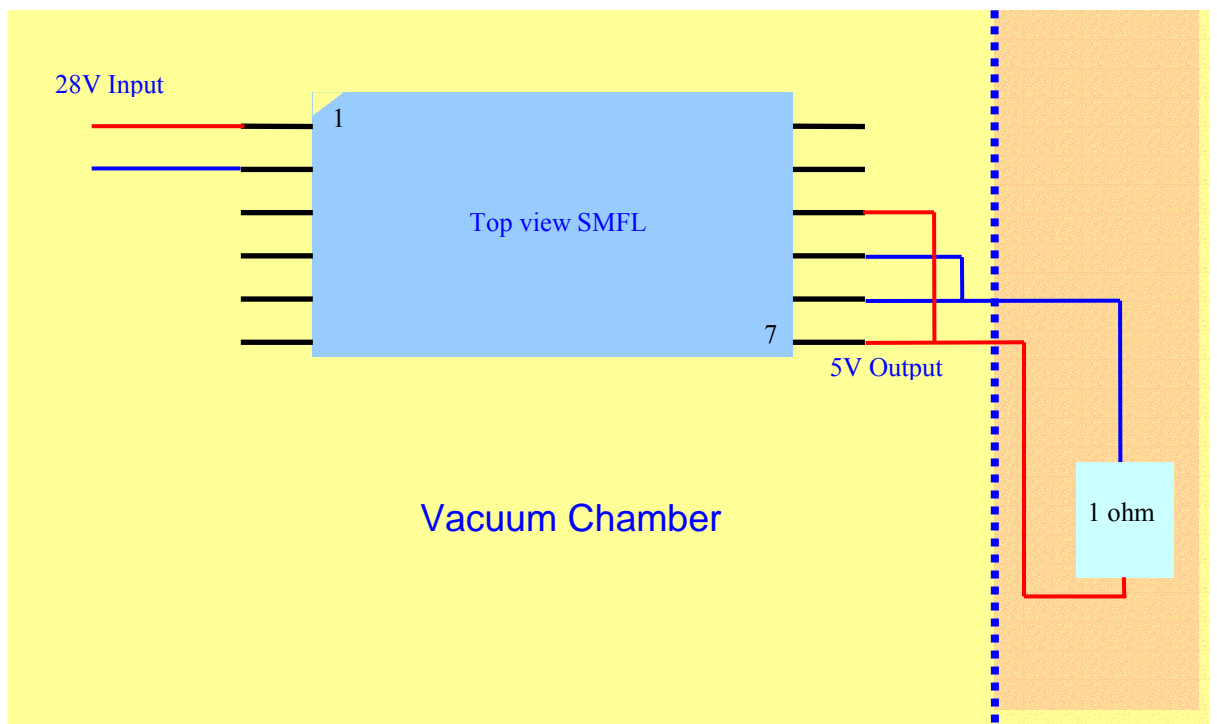 28V Input
1
Top view SMFL
7
5V Output
Vacuum Chamber
1 ohm